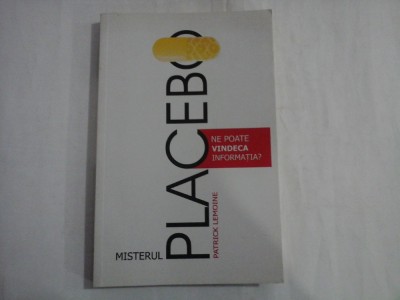 MISTERUL
PLACEBO
NE POATE
VINDECA
INFORMAȚIA?
PATRICK LEMOINE